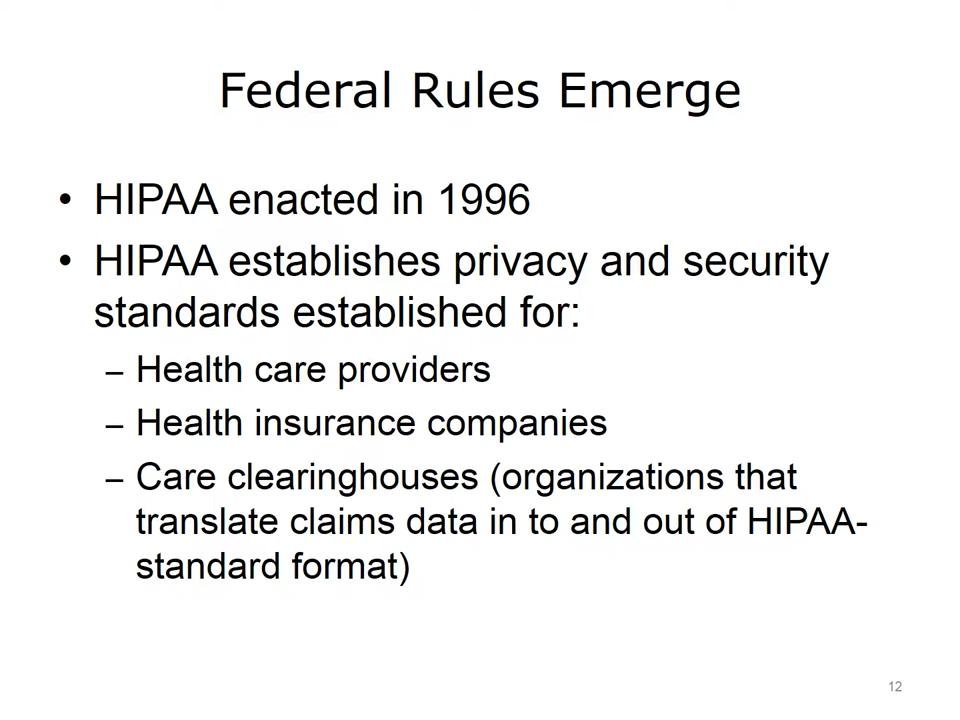 Federal Rules Emerge
• HIPAA enacted in 1996
• HIPAA establishes privacy and security
standards established for:
– Health care providers
– Health insurance companies
– Care clearinghouses (organizations that
translate claims data in to and out of HIPAA-
standard format)
12